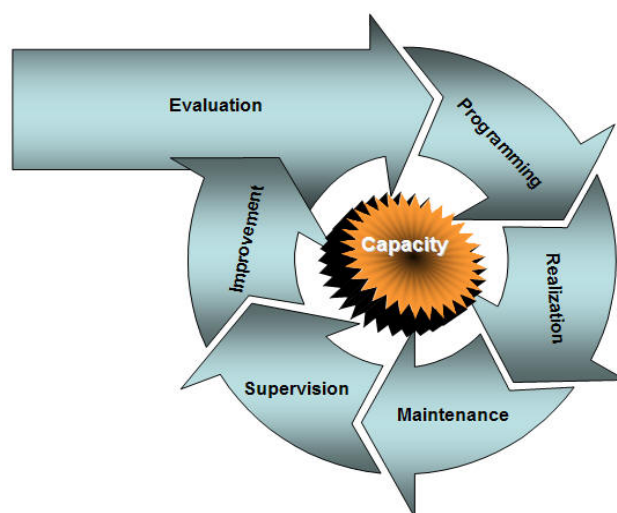 Evaluation
Programming
Realization
Maintenance
Supervision
Improvement
Capacity